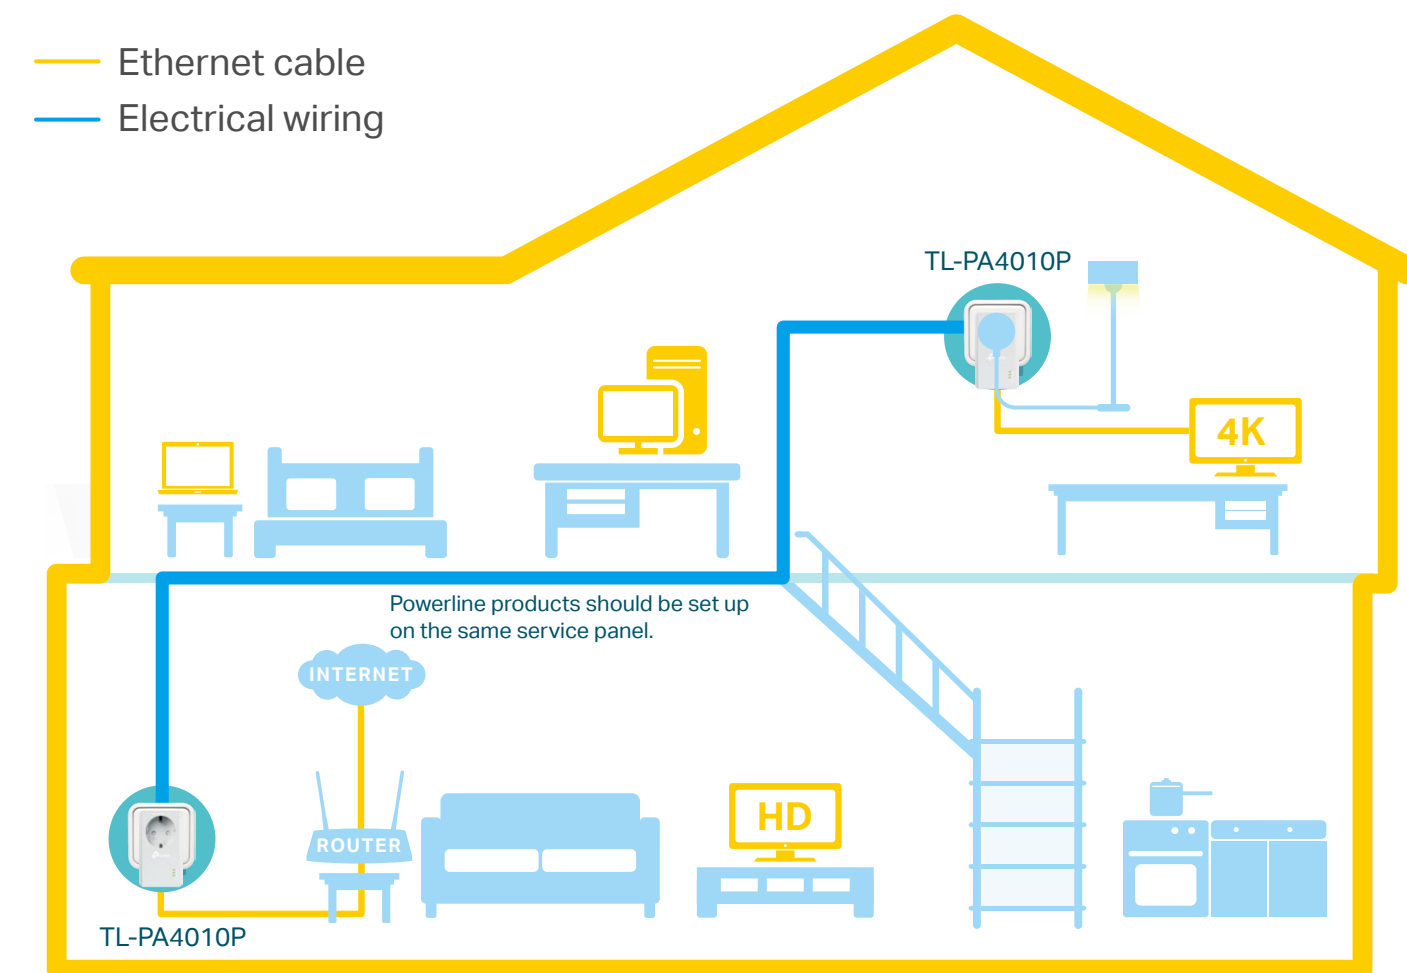 Ethernet cable
Electrical wiring
TL-PA4010P
4K
Powerline products should be set up
on the same service panel.
INTERNET
HD
ROUTER
TL-PA4010P